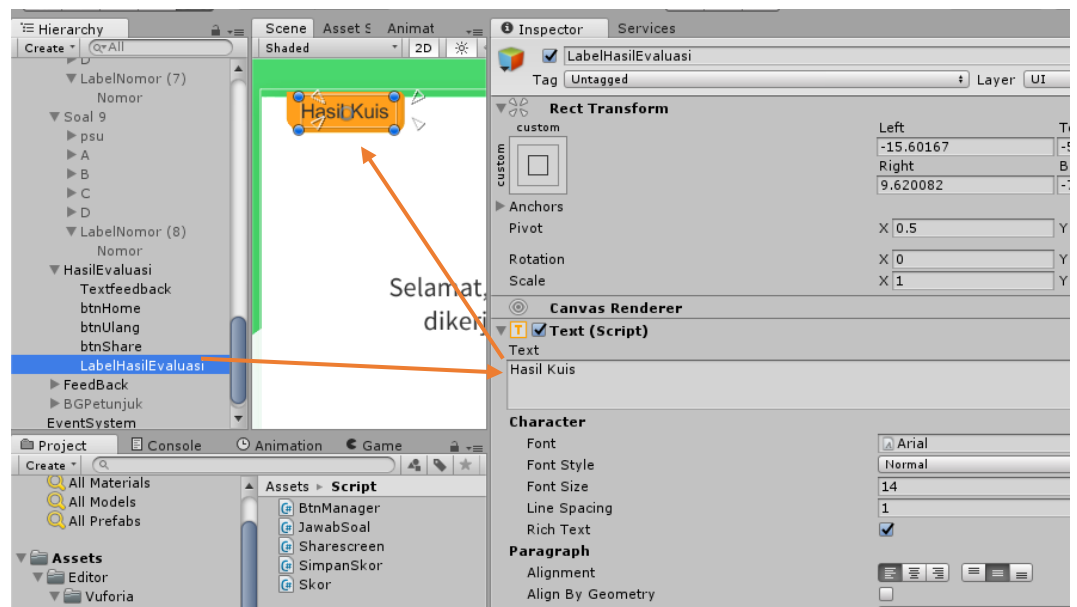 Hierarchy
Create
All
D
LabelNomor (7)
Nomor
Soal 9
psu
A
B
C
D
LabelNomor (8)
Nomor
HasilEvaluasi
Textfeedback
btnHome
btnUlang
btnShare
LabelHasilEvaluasi
FeedBack
BGPetunjuk
EventSystem
Scene Asset S Animat
Shaded 2D
Hasil Kuis
Selamat,
dikerj
Inspector Services
LabelHasilEvaluasi
Tag Untagged Layer UI
Rect Transform
custom
custom
Left
-15.60167
Right
9.620082
Anchors
Pivot X 0.5 Y
Rotation X 0 Y
Scale X 1 Y
Canvas Renderer
Text (Script)
Text
Hasil Kuis
Character
Font Arial
Font Style Normal
Font Size 14
Line Spacing 1
Rich Text
Paragraph
Alignment
Align By Geometry
Project Console Animation Game
Create
All Materials
All Models
All Prefabs
Assets
Editor
Vuforia
Assets Script
BtnManager
JawabSoal
Sharescreen
SimpanSkor
Skor